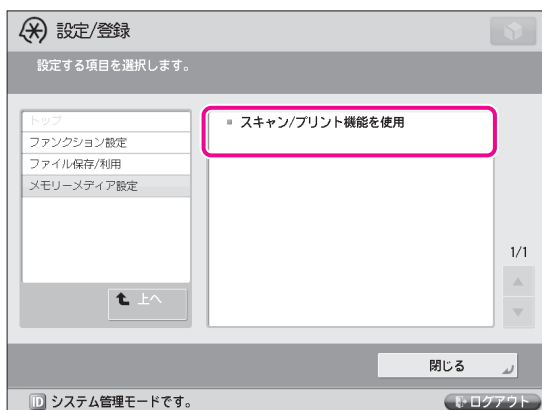 設定/登録
設定する項目を選択します。
トップ
ファンクション設定
ファイル保存/利用
メモリーメディア設定
上へ
スキャン/プリント機能を使用
1/1
閉じる
ID システム管理モードです。
ログアウト